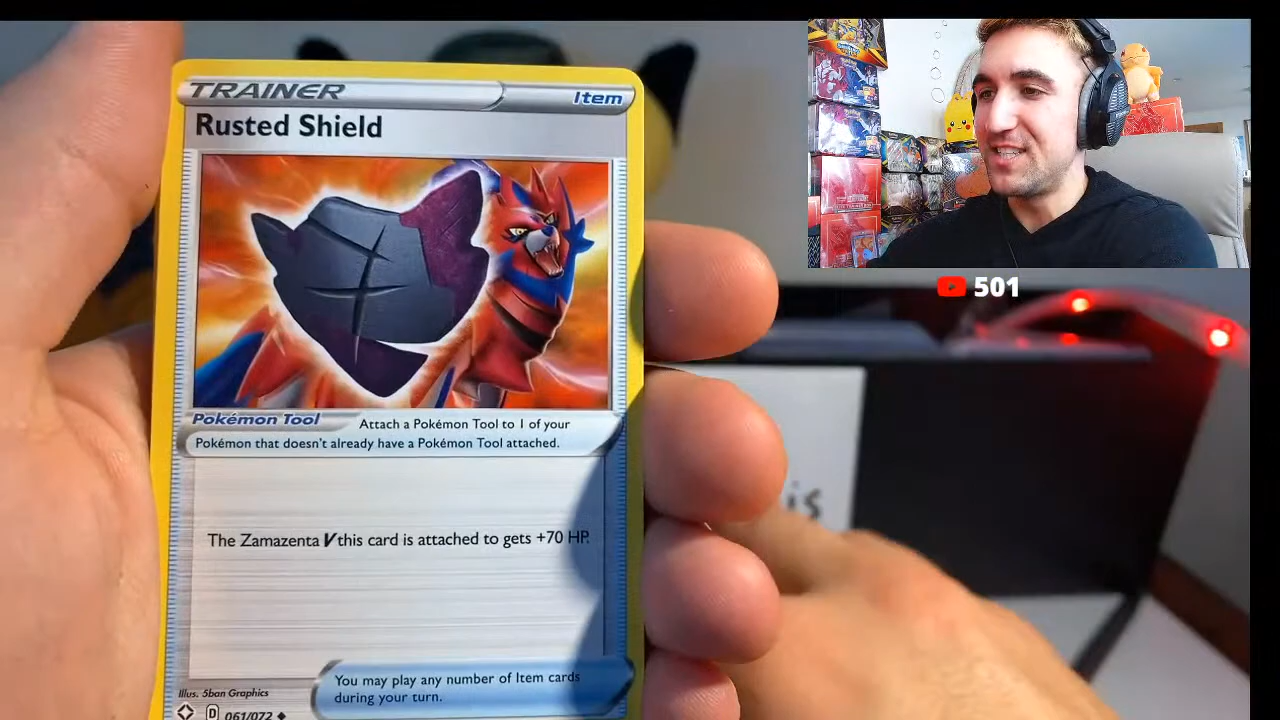 TRAINER
Item
Rusted Shield
501
Pokémon Tool
Attach a Pokémon Tool to 1 of your
Pokémon that doesn't already have a Pokémon Tool attached.
The Zamazenta V this card is attached to gets +70 HP.
You may play any number of Item cards
during your turn.
Illus. 5ban Graphics
D
061/072